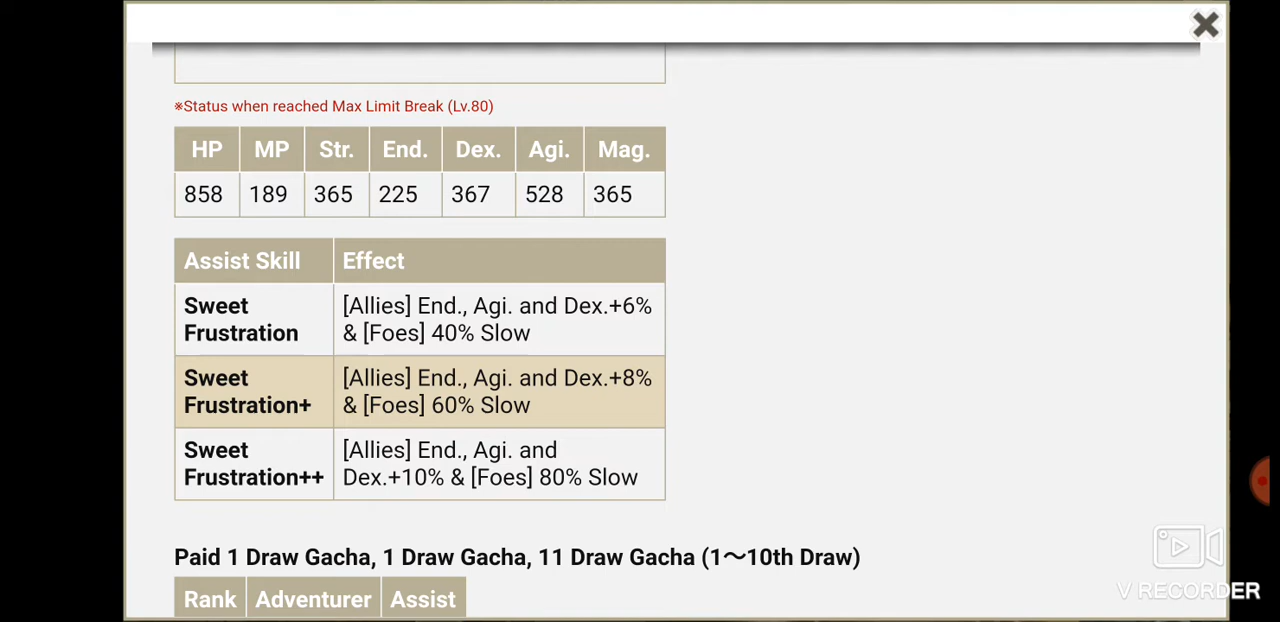 ※Status when reached Max Limit Break (Lv.80)
HP MP Str. End. Dex. Agi. Mag.
858 189 365 225 367 528 365
Assist Skill Effect
Sweet Frustration [Allies] End., Agi. and Dex.+6%
& [Foes] 40% Slow
Sweet Frustration+ [Allies] End., Agi. and Dex.+8%
& [Foes] 60% Slow
Sweet Frustration++ [Allies] End., Agi. and
Dex.+10% & [Foes] 80% Slow
Paid 1 Draw Gacha, 1 Draw Gacha, 11 Draw Gacha (1〜10th Draw)
Rank Adventurer Assist
V RECORDER